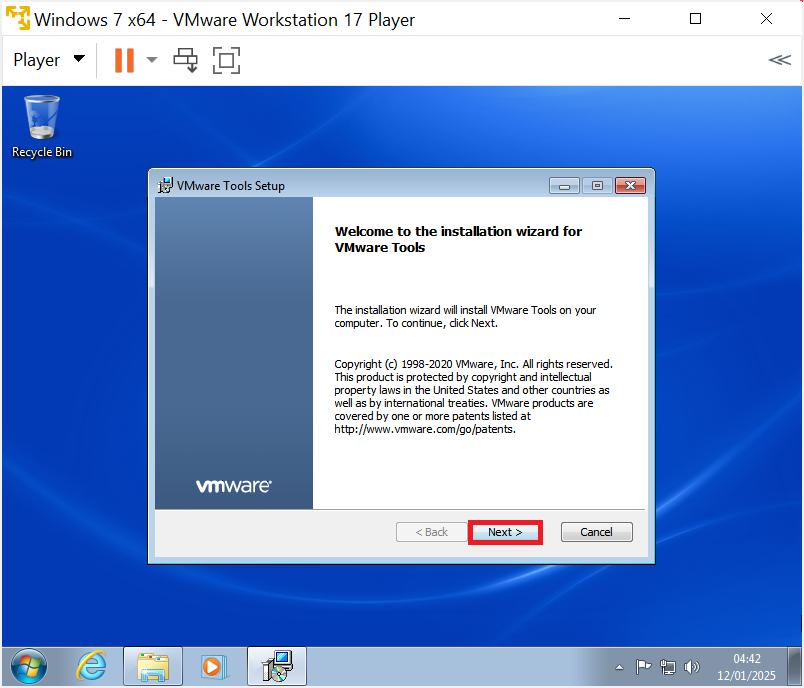 Windows 7 x64 - VMware Workstation 17 Player
Player
Recycle Bin
VMware Tools Setup
Welcome to the installation wizard for
VMware Tools
The installation wizard will install VMware Tools on your
computer. To continue, click Next.
Copyright (c) 1998-2020 VMware, Inc. All rights reserved.
This product is protected by copyright and intellectual
property laws in the United States and other countries as
well as by international treaties. VMware products are
covered by one or more patents listed at
http://www.vmware.com/go/patents.
vmware
< Back
Next >
Cancel
04:42
12/01/2025